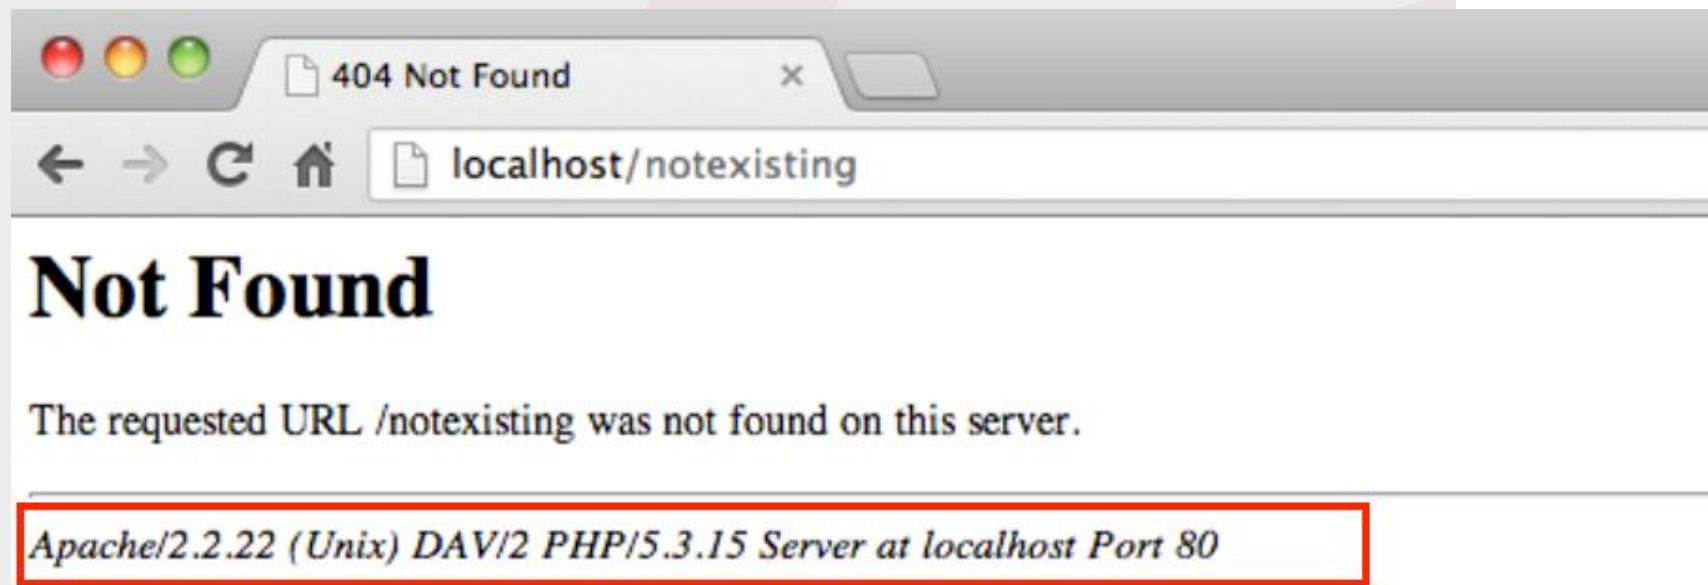 404 Not Found
localhost/notexisting
Not Found
The requested URL /notexisting was not found on this server.
Apache/2.2.22 (Unix) DAV/2 PHP/5.3.15 Server at localhost Port 80